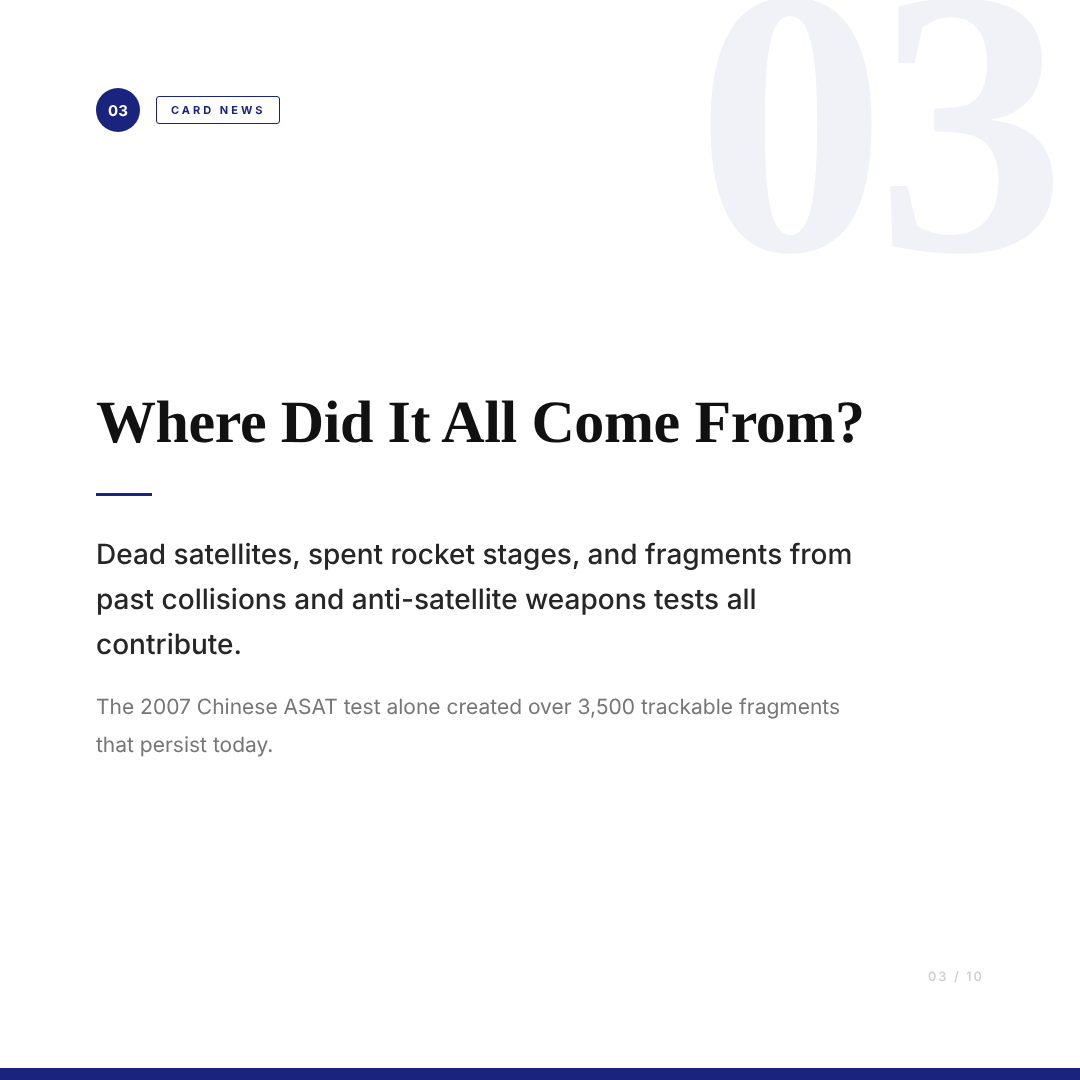 03
03
CARD NEWS
Where Did It All Come From?
Dead satellites, spent rocket stages, and fragments from
past collisions and anti-satellite weapons tests all
contribute.
The 2007 Chinese ASAT test alone created over 3,500 trackable fragments
that persist today.
03 / 10